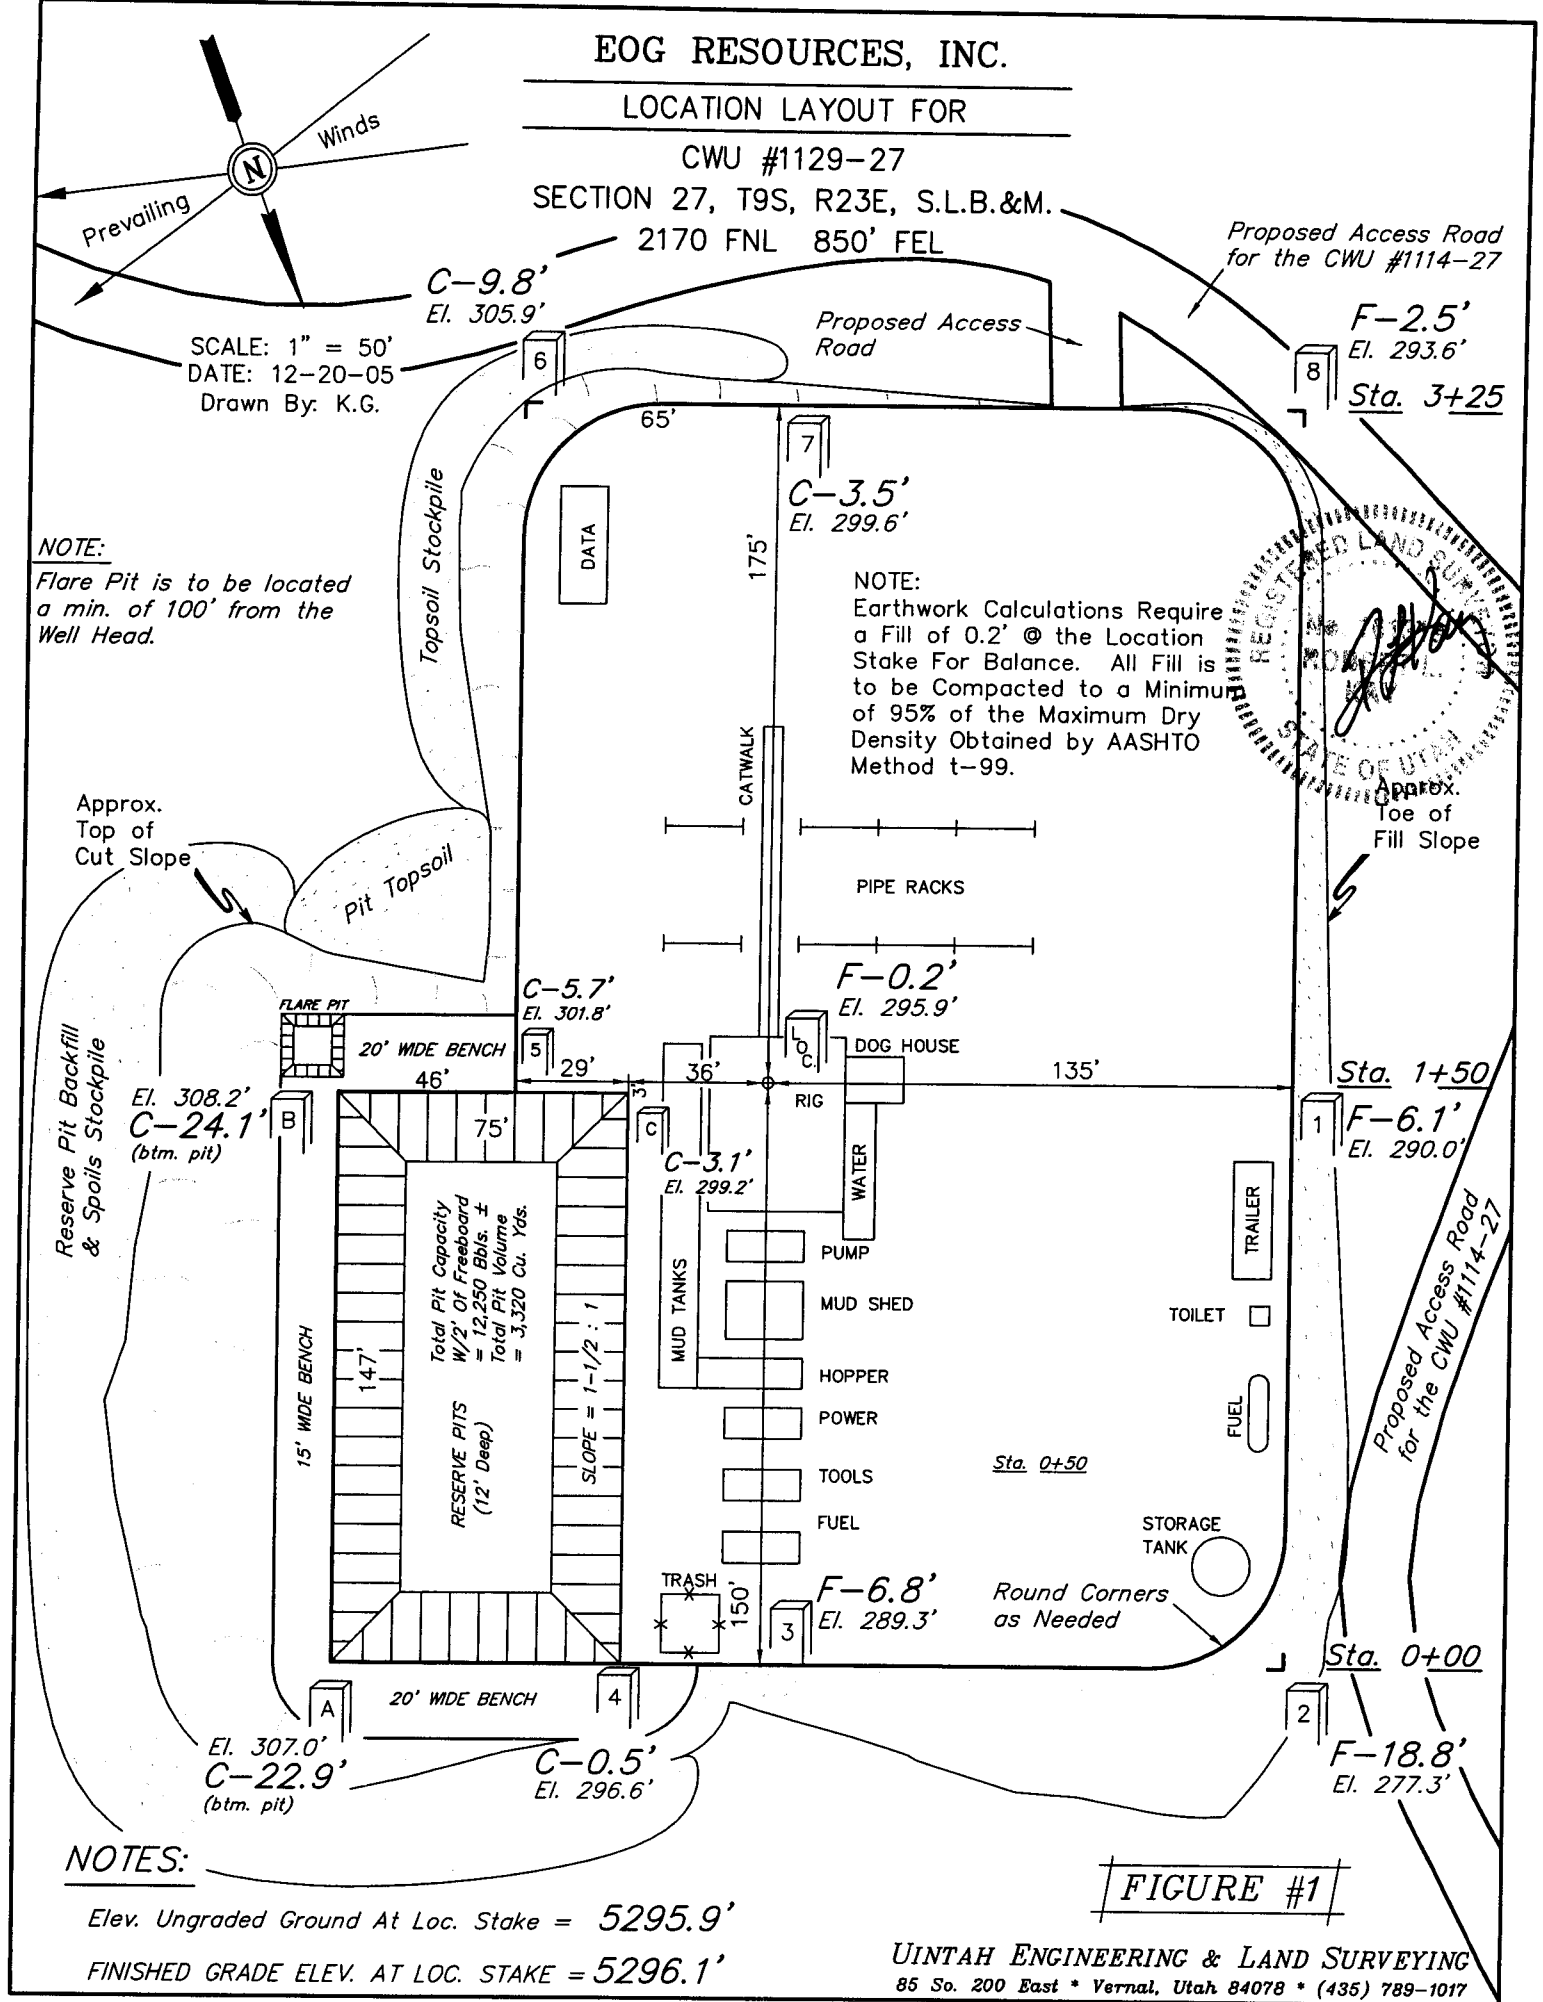 EOG RESOURCES, INC.
LOCATION LAYOUT FOR
CWU #1129-27
SECTION 27, T9S, R23E, S.L.B.&M.
2170 FNL 850' FEL
Winds
N
Prevailing
SCALE: 1" = 50'
DATE: 12-20-05
Drawn By: K.G.
C-9.8'
El. 305.9'
6
Proposed Access
Road
Proposed Access Road
for the CWU #1114-27
F-2.5'
El. 293.6'
8
Sta. 3+25
65'
7
C-3.5'
El. 299.6'
175'
DATA
Topsoil Stockpile
NOTE:
Flare Pit is to be located
a min. of 100' from the
Well Head.
NOTE:
Earthwork Calculations Require
a Fill of 0.2' @ the Location
Stake For Balance. All Fill is
to be Compacted to a Minimum
of 95% of the Maximum Dry
Density Obtained by AASHTO
Method t-99.
REGISTERED LAND SURVEYOR
STATE OF UTAH
CATWALK
PIPE RACKS
Approx.
Top of
Cut Slope
Pit Topsoil
Approx.
Toe of
Fill Slope
F-0.2'
El. 295.9'
LOC.
C-5.7'
El. 301.8'
5
FLARE PIT
20' WIDE BENCH
46'
29'
3'
36'
135'
DOG HOUSE
RIG
Sta. 1+50
1
F-6.1'
El. 290.0'
Reserve Pit Backfill
& Spoils Stockpile
El. 308.2'
C-24.1'
(btm. pit)
B
75'
C
C-3.1'
El. 299.2'
WATER
TRAILER
Total Pit Capacity
W/2' Of Freeboard
= 12,250 Bbls. ±
Total Pit Volume
= 3,320 Cu. Yds.
RESERVE PITS
(12' Deep)
SLOPE = 1-1/2 : 1
147'
15' WIDE BENCH
MUD TANKS
PUMP
MUD SHED
HOPPER
POWER
TOOLS
FUEL
TOILET
FUEL
Sta. 0+50
STORAGE
TANK
Proposed Access Road
for the CWU #1114-27
TRASH
150'
3
F-6.8'
El. 289.3'
Round Corners
as Needed
Sta. 0+00
2
F-18.8'
El. 277.3'
A
20' WIDE BENCH
4
El. 307.0'
C-22.9'
(btm. pit)
C-0.5'
El. 296.6'
NOTES:
Elev. Ungraded Ground At Loc. Stake = 5295.9'
FINISHED GRADE ELEV. AT LOC. STAKE = 5296.1'
FIGURE #1
UINTAH ENGINEERING & LAND SURVEYING
85 So. 200 East * Vernal, Utah 84078 * (435) 789-1017